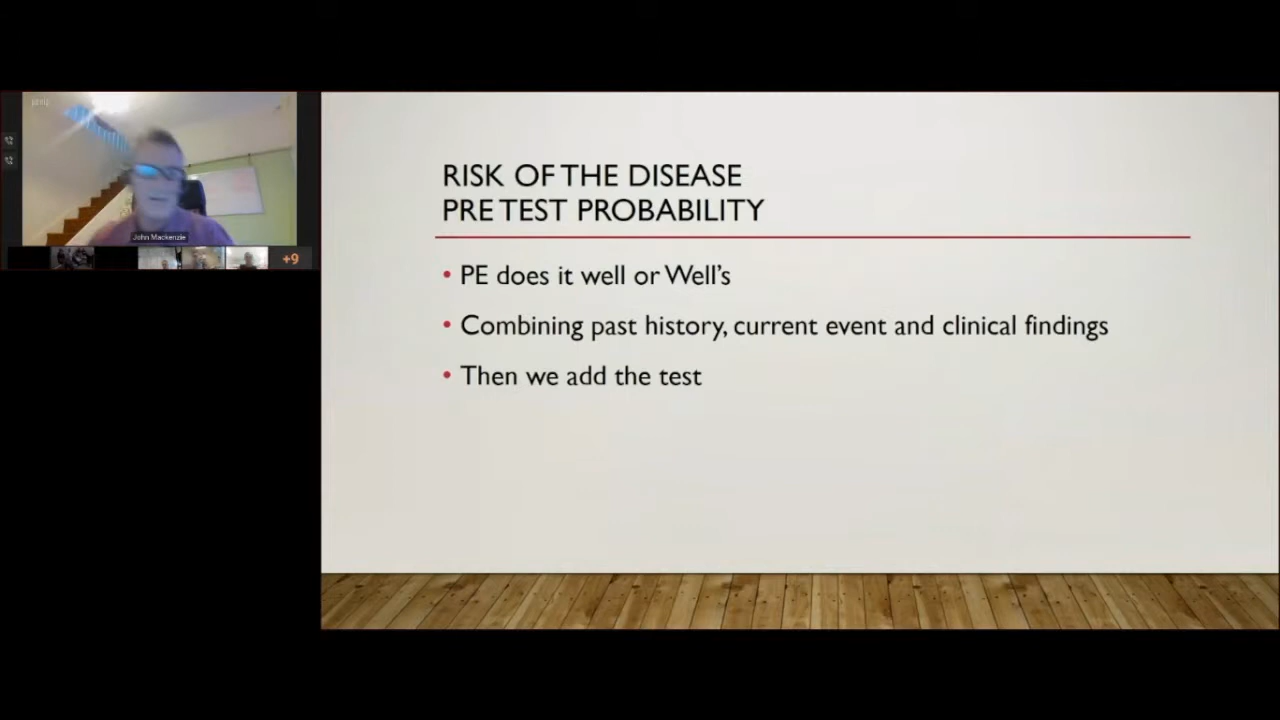 pexip
John Mackenzie
+9
RISK OF THE DISEASE
PRE TEST PROBABILITY
• PE does it well or Well's
• Combining past history, current event and clinical findings
• Then we add the test